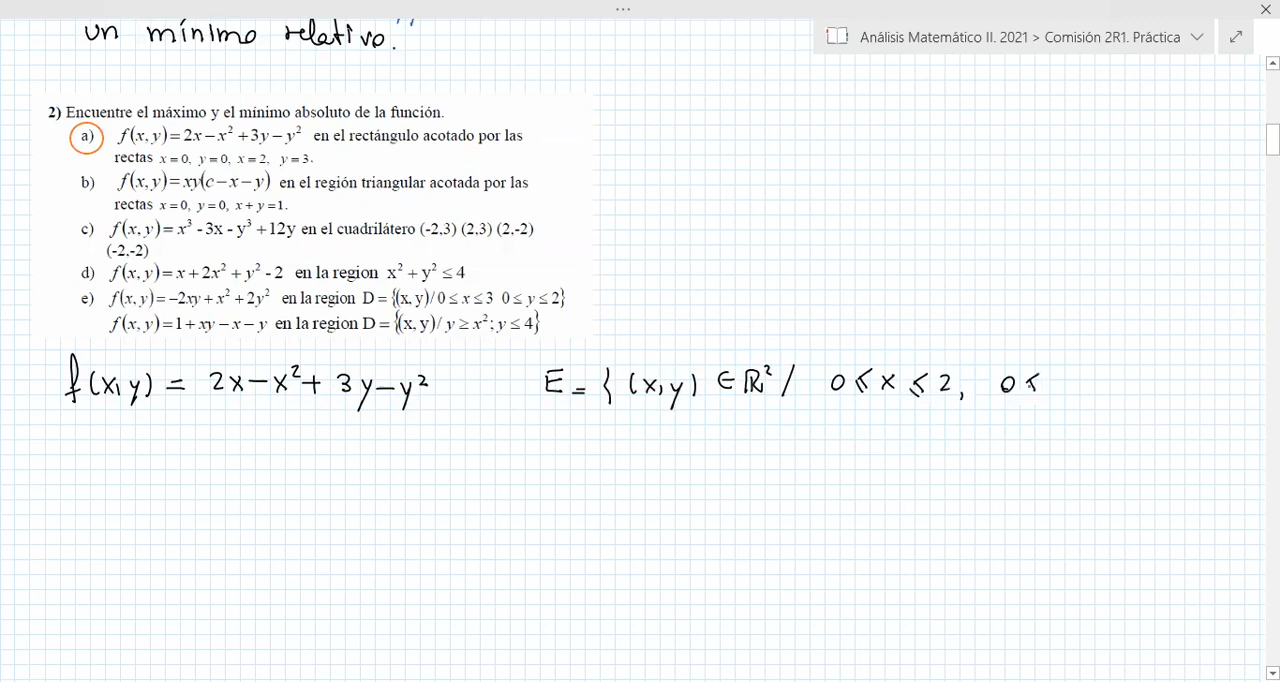 ...
un mínimo relativo."
Análisis Matemático II. 2021 > Comisión 2R1. Práctica
2) Encuentre el máximo y el mínimo absoluto de la función.
a) f(x,y)=2x−x²+3y−y² en el rectángulo acotado por las
rectas x=0, y=0, x=2, y=3.
b) f(x,y)=xy(c−x−y) en el región triangular acotada por las
rectas x=0, y=0, x+y=1.
c) f(x,y)=x³-3x-y³+12y en el cuadrilátero (-2,3) (2,3) (2,-2)
(-2,-2)
d) f(x,y)=x+2x²+y²-2 en la region x²+y²≤4
e) f(x,y)=−2xy+x²+2y² en la region D={(x,y)/0≤x≤3 0≤y≤2}
f(x,y)=1+xy−x−y en la region D={(x,y)/y≥x²;y≤4}
f(x,y) = 2x−x²+3y−y² E = { (x,y) ∈ ℝ² / 0 ≤ x ≤ 2, 0 ≤